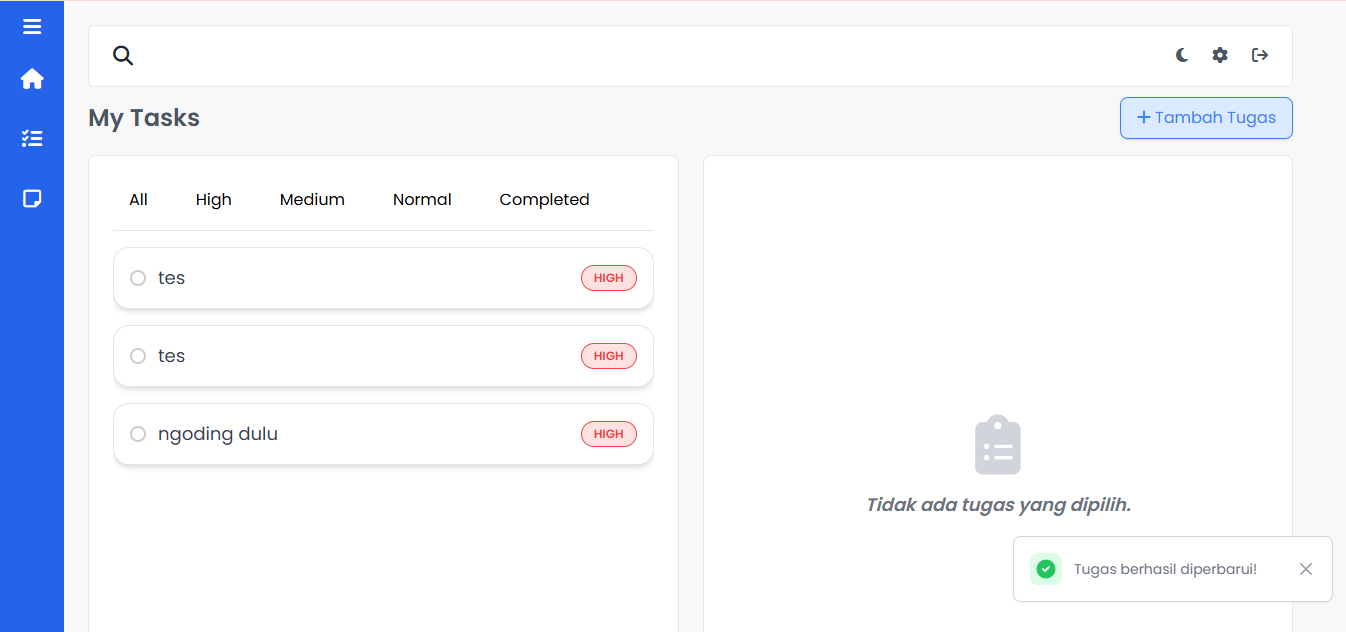 My Tasks
Tambah Tugas
All High Medium Normal Completed
tes HIGH
tes HIGH
ngoding dulu HIGH
Tidak ada tugas yang dipilih.
Tugas berhasil diperbarui!